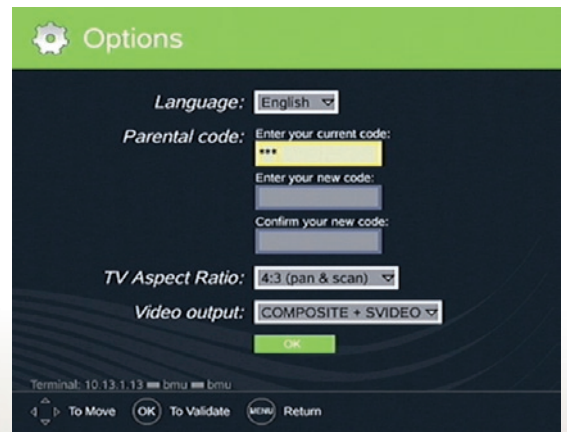 Options
Language: English
Parental code: Enter your current code:
***
Enter your new code:
Confirm your new code:
TV Aspect Ratio: 4:3 (pan & scan)
Video output: COMPOSITE + SVIDEO
OK
Terminal: 10.13.1.13 bmu bmu
To Move OK To Validate MENU Return